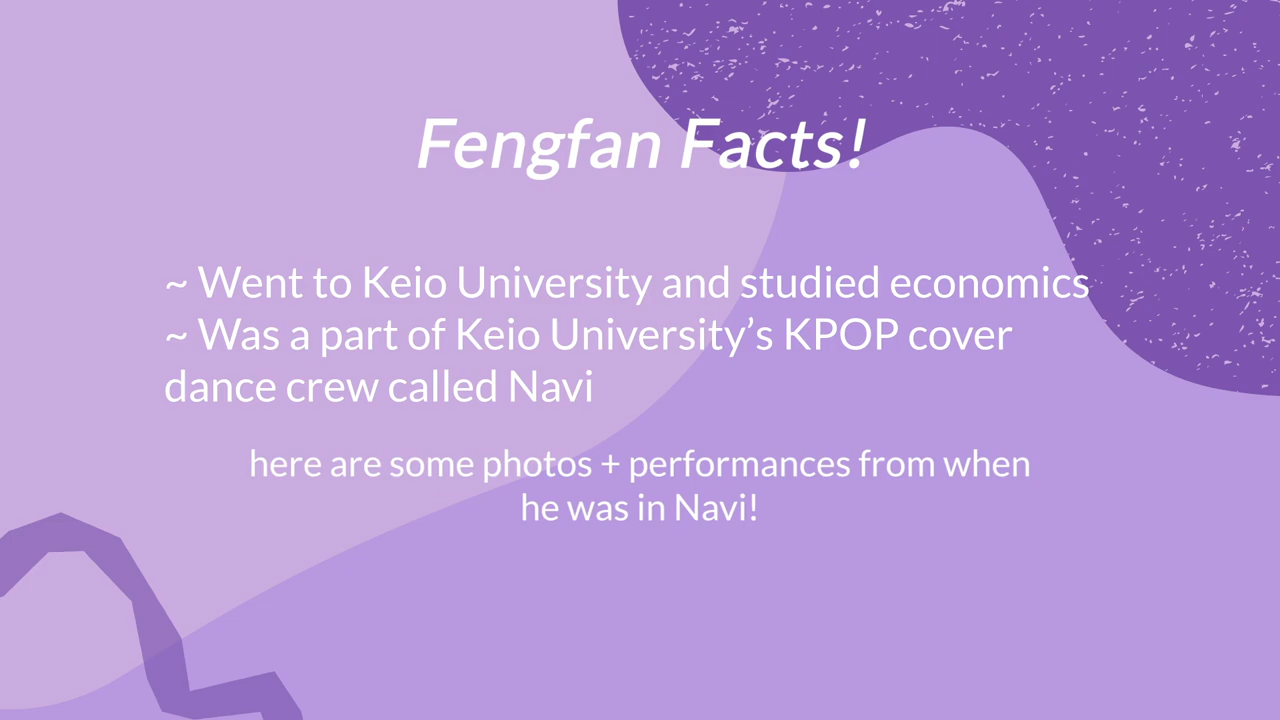 Fengfan Facts!
~ Went to Keio University and studied economics
~ Was a part of Keio University’s KPOP cover
dance crew called Navi
here are some photos + performances from when
he was in Navi!